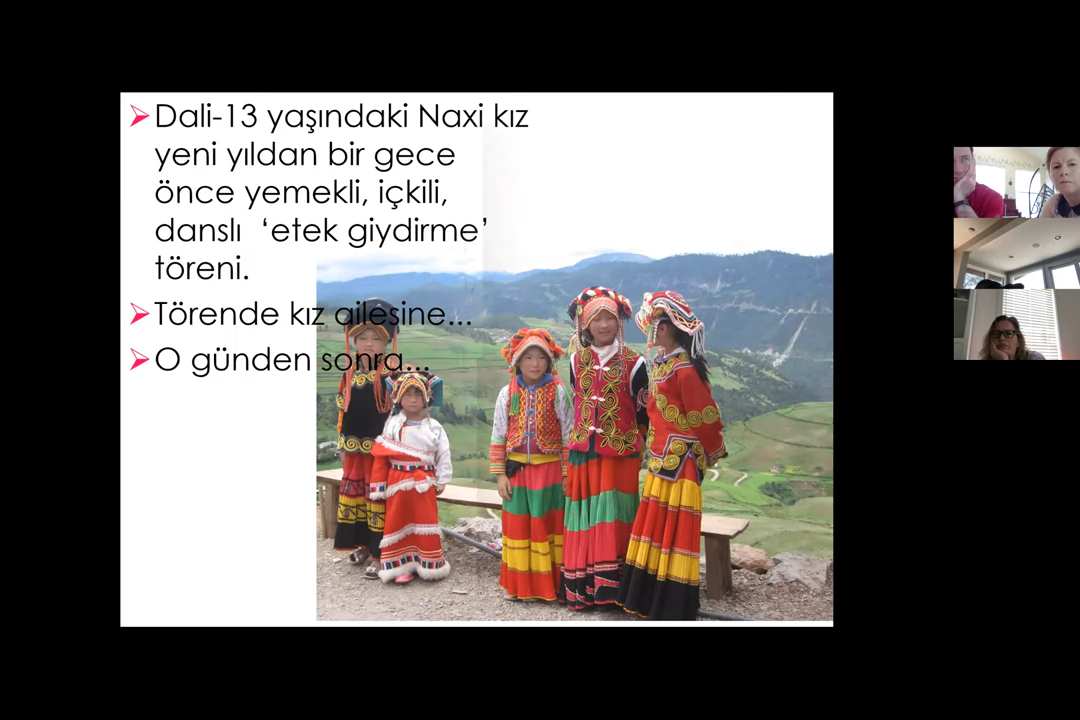 Dali-13 yaşındaki Naxi kız
yeni yıldan bir gece
önce yemekli, içkili,
danslı ‘etek giydirme’
töreni.
Törende kız ailesine...
O günden sonra...